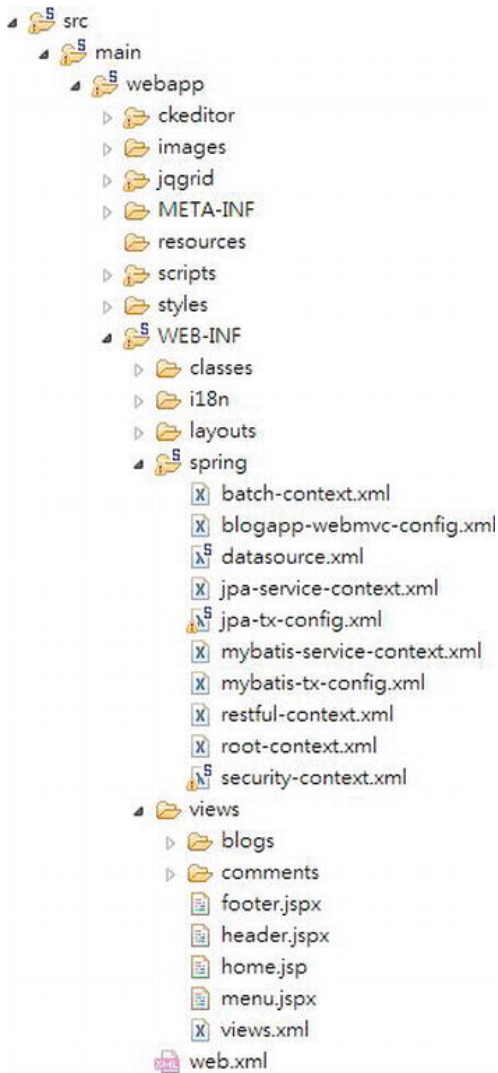 src
main
webapp
ckeditor
images
jqgrid
META-INF
resources
scripts
styles
WEB-INF
classes
i18n
layouts
spring
batch-context.xml
blogapp-webmvc-config.xml
datasource.xml
jpa-service-context.xml
jpa-tx-config.xml
mybatis-service-context.xml
mybatis-tx-config.xml
restful-context.xml
root-context.xml
security-context.xml
views
blogs
comments
footer.jspx
header.jspx
home.jsp
menu.jspx
views.xml
web.xml